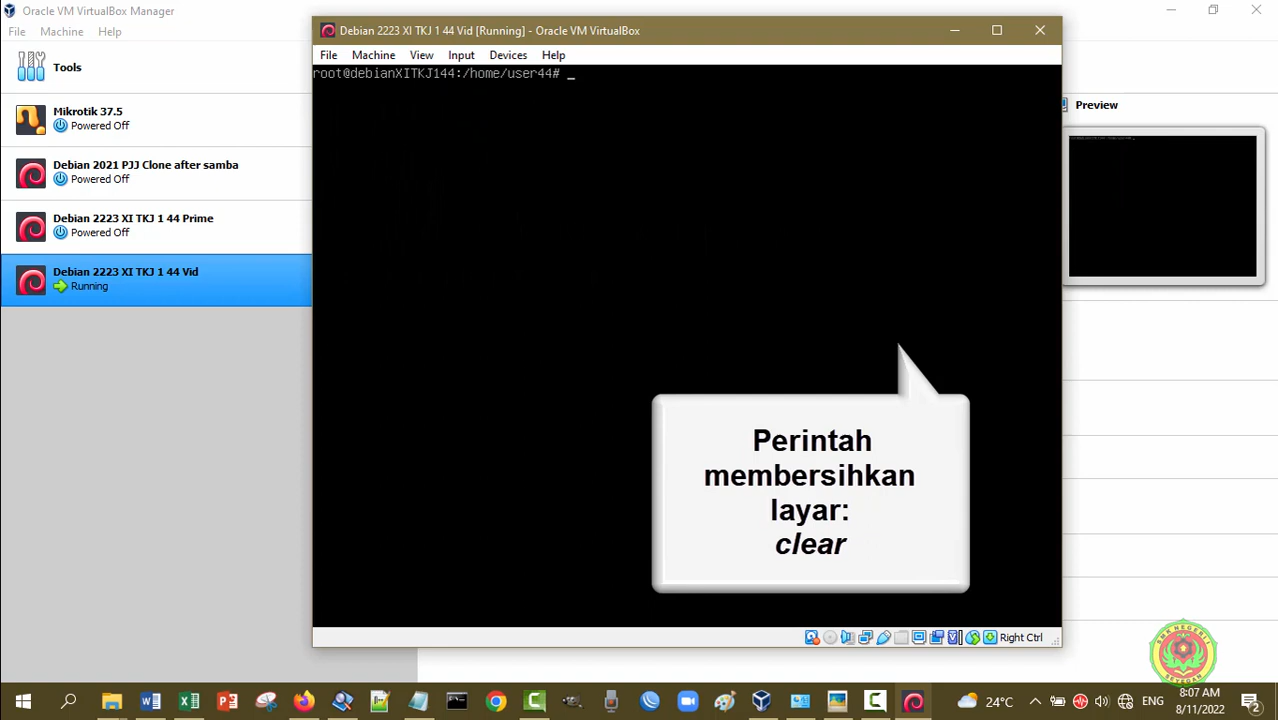 Oracle VM VirtualBox Manager
File Machine Help
Tools
Mikrotik 37.5
Powered Off
Debian 2021 PJJ Clone after samba
Powered Off
Debian 2223 XI TKJ 1 44 Prime
Powered Off
Debian 2223 XI TKJ 1 44 Vid
Running
Debian 2223 XI TKJ 1 44 Vid [Running] - Oracle VM VirtualBox
File Machine View Input Devices Help
root@debianXITKJ144:/home/user44# _
Preview
Perintah
membersihkan
layar:
clear
Right Ctrl
24°C
8:07 AM
8/11/2022
2